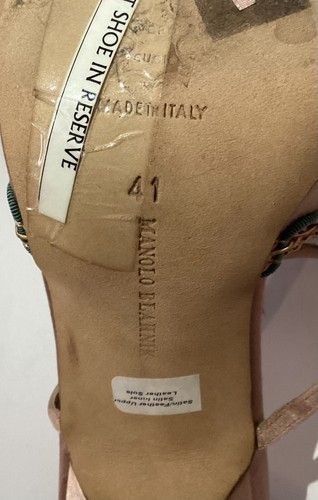 T SHOE IN RESERVE
MADE IN ITALY
41
MANOLO BLAHNIK
Satin/Feather Upper
Satin Inner
Leather Sole